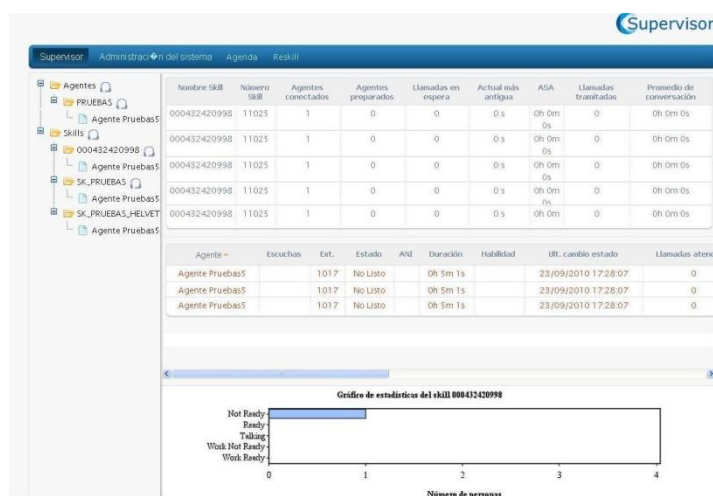 Supervisor
Supervisor Administraci�n del sistema Agenda Reskill
Agentes
PRUEBAS
Agente Pruebas5
Skills
000432420998
Agente Pruebas5
SK_PRUEBAS
Agente Pruebas5
SK_PRUEBAS_HELVET
Agente Pruebas5
Nombre Skill Número Skill Agentes conectados Agentes preparados Llamadas en espera Actual más antigua ASA Llamadas tramitadas Promedio de conversación
000432420998 11025 1 0 0 0 s 0h 0m 0s 0 0h 0m 0s
000432420998 11025 1 0 0 0 s 0h 0m 0s 0 0h 0m 0s
000432420998 11025 1 0 0 0 s 0h 0m 0s 0 0h 0m 0s
000432420998 11025 1 0 0 0 s 0h 0m 0s 0 0h 0m 0s
000432420998 11025 1 0 0 0 s 0h 0m 0 0h 0m 0s
Agente Escuchas Ext. Estado ANI Duración Habilidad Ult. cambio estado Llamadas aten
Agente Pruebas5 1017 No Listo 0h 5m 1s 23/09/2010 17:28:07 0
Agente Pruebas5 1017 No Listo 0h 5m 1s 23/09/2010 17:28:07 0
Agente Pruebas5 1017 No Listo 0h 5m 1s 23/09/2010 17:28:07 0
Gráfico de estadísticas del skill 000432420998
Not Ready
Ready
Talking
Work Not Ready
Work Ready
0 1 2 3 4
Número de personas